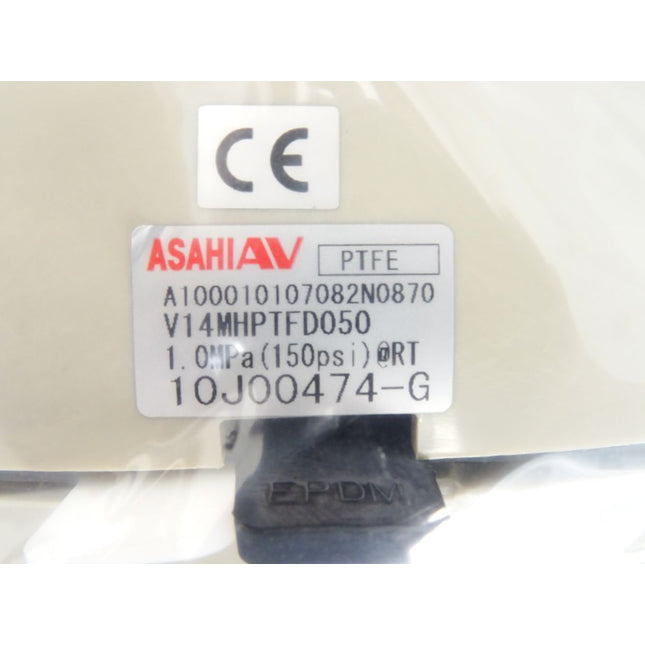 CE
ASAHI AV PTFE
A100010107082N0870
V14MHPTFD050
1.0MPa(150psi)@RT
10J00474-G
EPDM